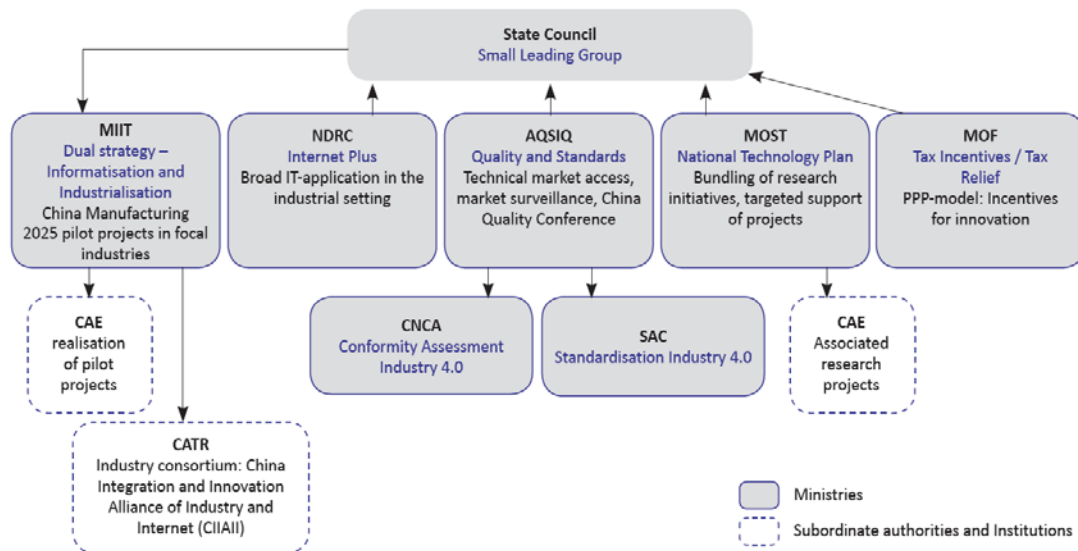 State Council
Small Leading Group
MIIT
Dual strategy –
Informatisation and
Industrialisation
China Manufacturing
2025 pilot projects in focal
industries
NDRC
Internet Plus
Broad IT-application in the
industrial setting
AQSIQ
Quality and Standards
Technical market access,
market surveillance, China
Quality Conference
MOST
National Technology Plan
Bundling of research
initiatives, targeted support
of projects
MOF
Tax Incentives / Tax
Relief
PPP-model: Incentives
for innovation
CAE
realisation
of pilot
projects
CNCA
Conformity Assessment
Industry 4.0
SAC
Standardisation Industry 4.0
CAE
Associated
research
projects
CATR
Industry consortium: China
Integration and Innovation
Alliance of Industry and
Internet (CIIAII)
Ministries
Subordinate authorities and Institutions